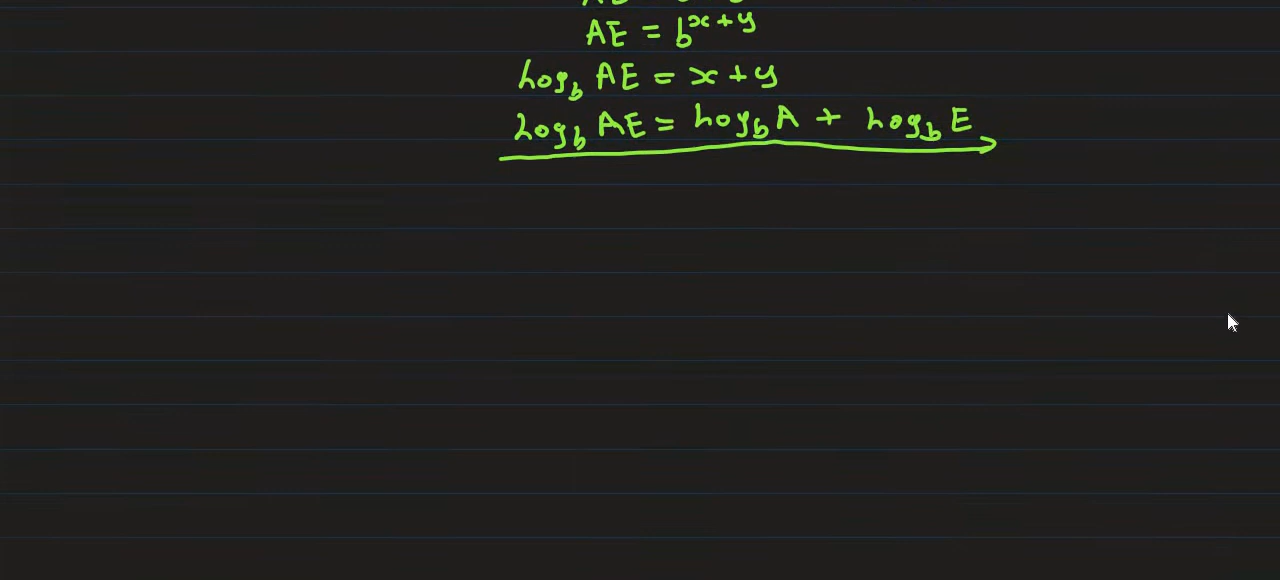 AE = b^{x+y}
Log_b AE = x + y
Log_b AE = Log_b A + Log_b E